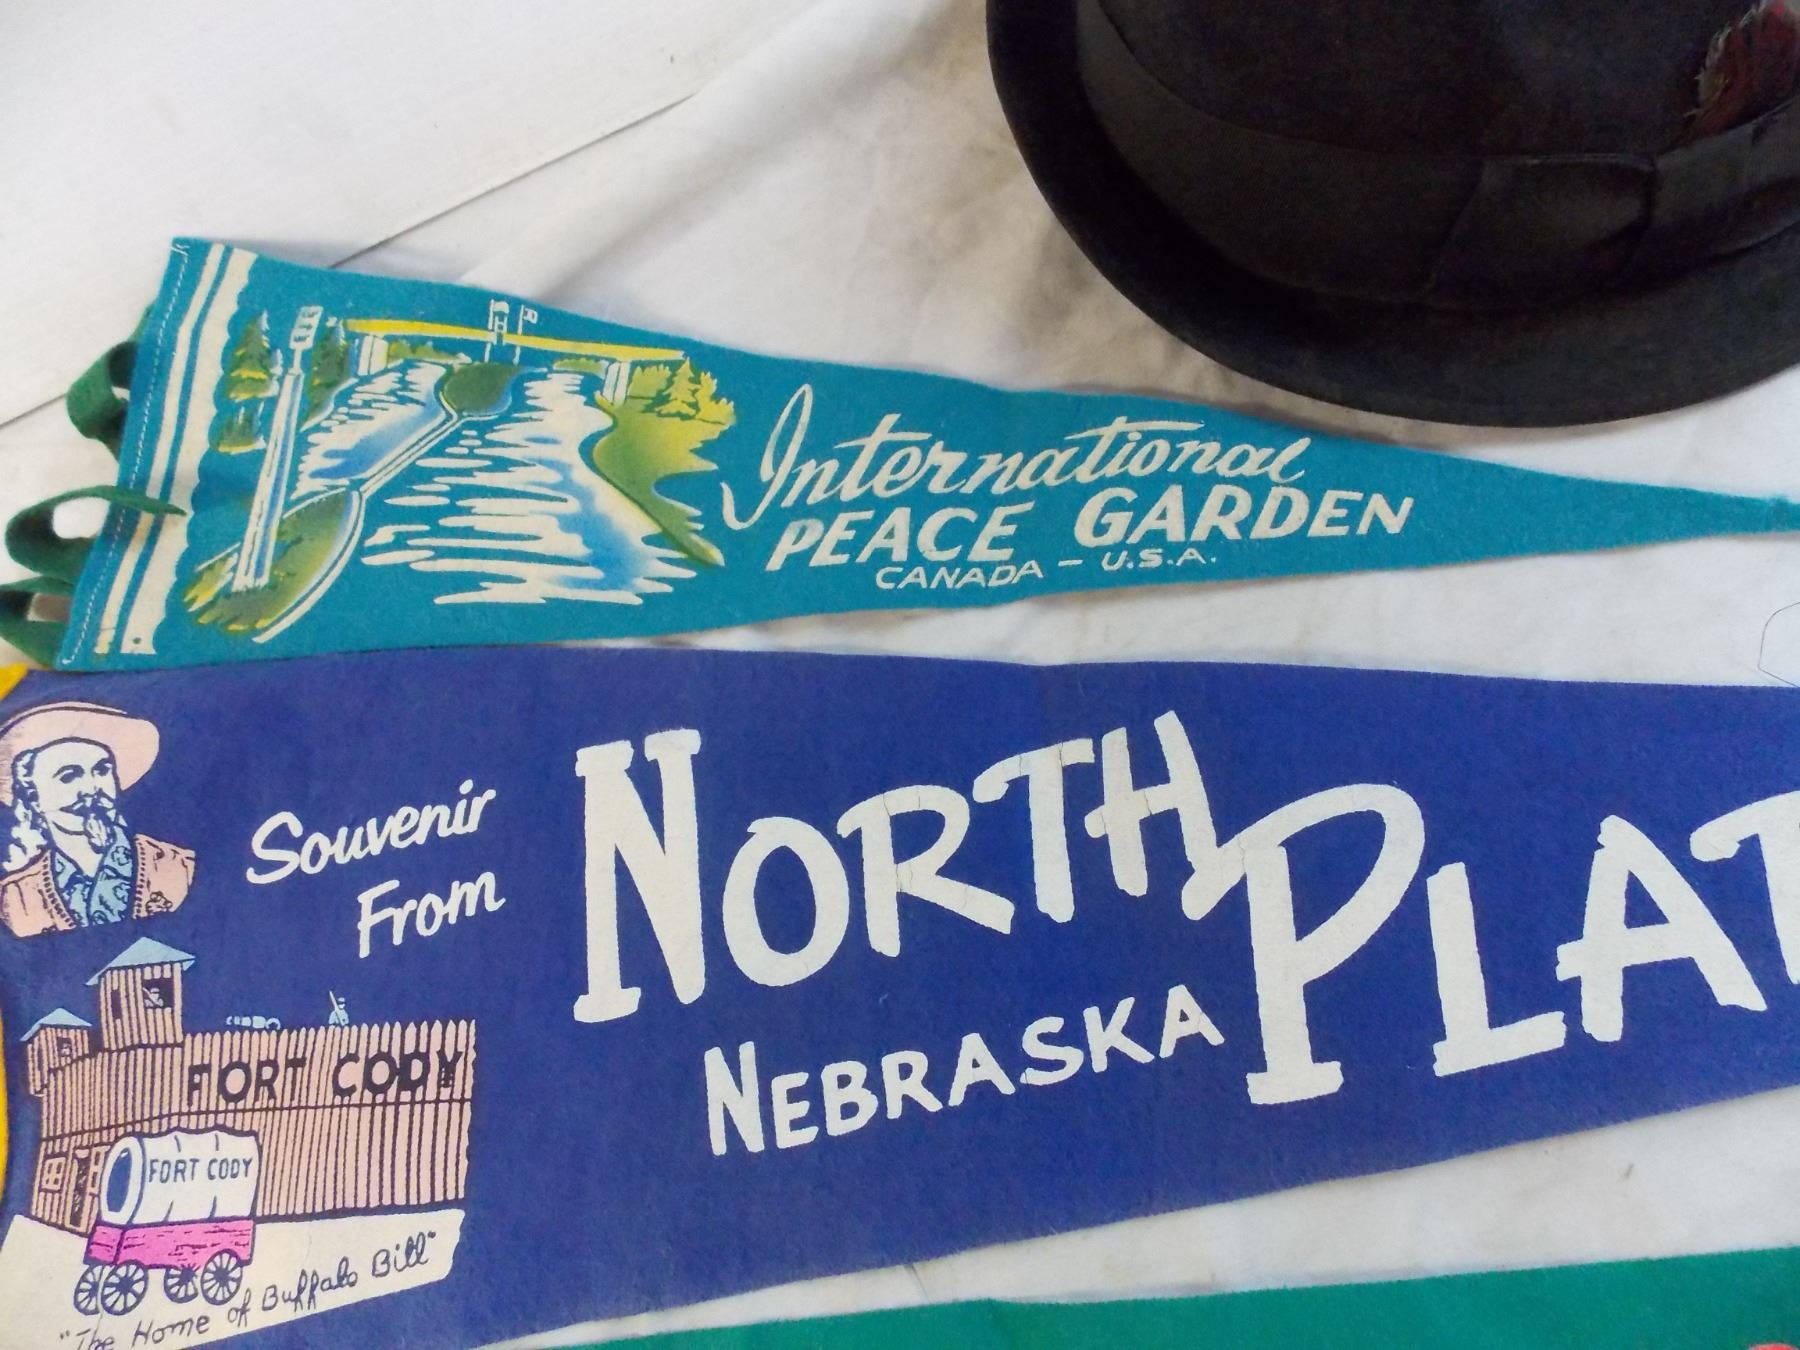 International
PEACE GARDEN
CANADA - U.S.A.
Souvenir
From
NORTH PLAT
NEBRASKA
FORT CODY
FORT CODY
"The Home of Buffalo Bill"